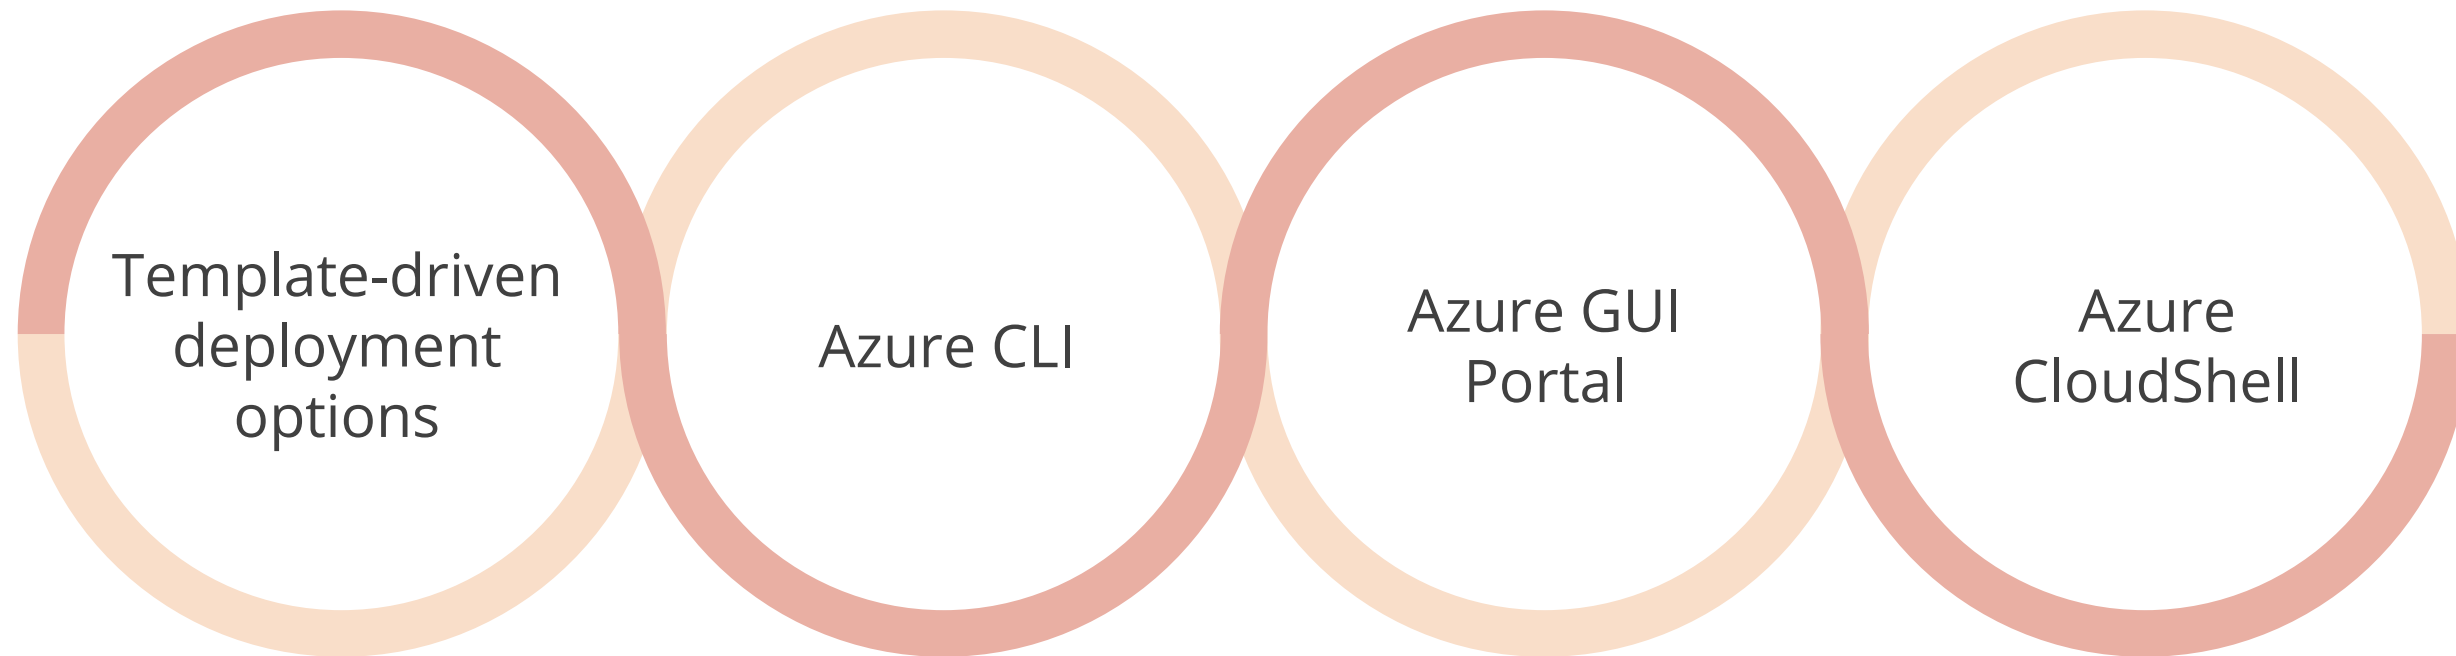 Template-driven
deployment
options
Azure CLI
Azure GUI
Portal
Azure
CloudShell